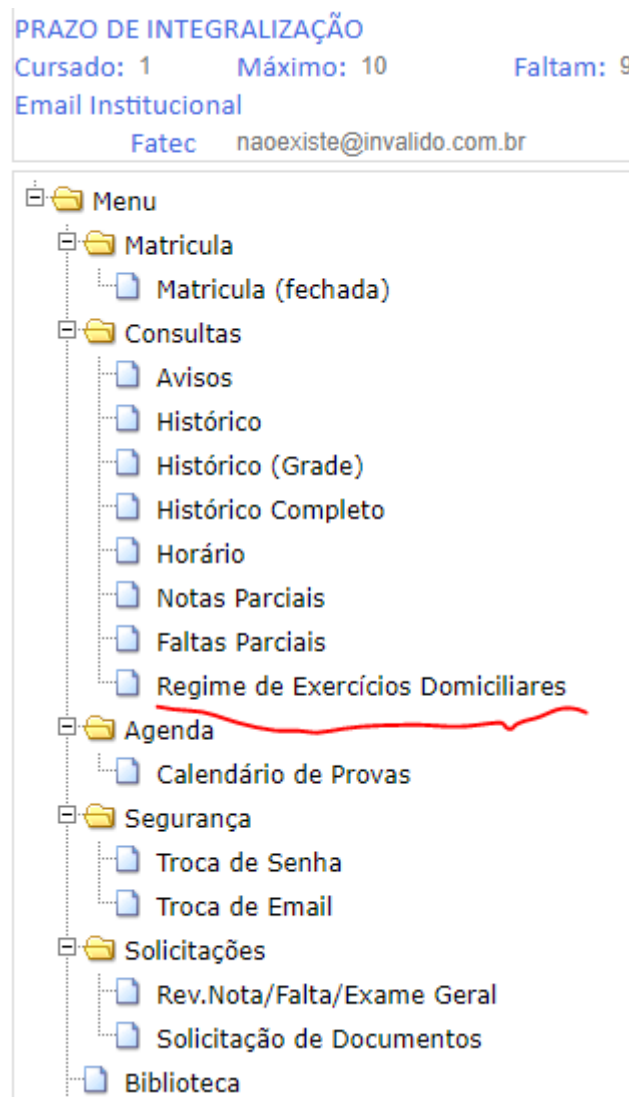 PRAZO DE INTEGRALIZAÇÃO
Cursado: 1 Máximo: 10 Faltam: 9
Email Institucional
Fatec naoexiste@invalido.com.br
Menu
Matricula
Matricula (fechada)
Consultas
Avisos
Histórico
Histórico (Grade)
Histórico Completo
Horário
Notas Parciais
Faltas Parciais
Regime de Exercícios Domiciliares
Agenda
Calendário de Provas
Segurança
Troca de Senha
Troca de Email
Solicitações
Rev.Nota/Falta/Exame Geral
Solicitação de Documentos
Biblioteca